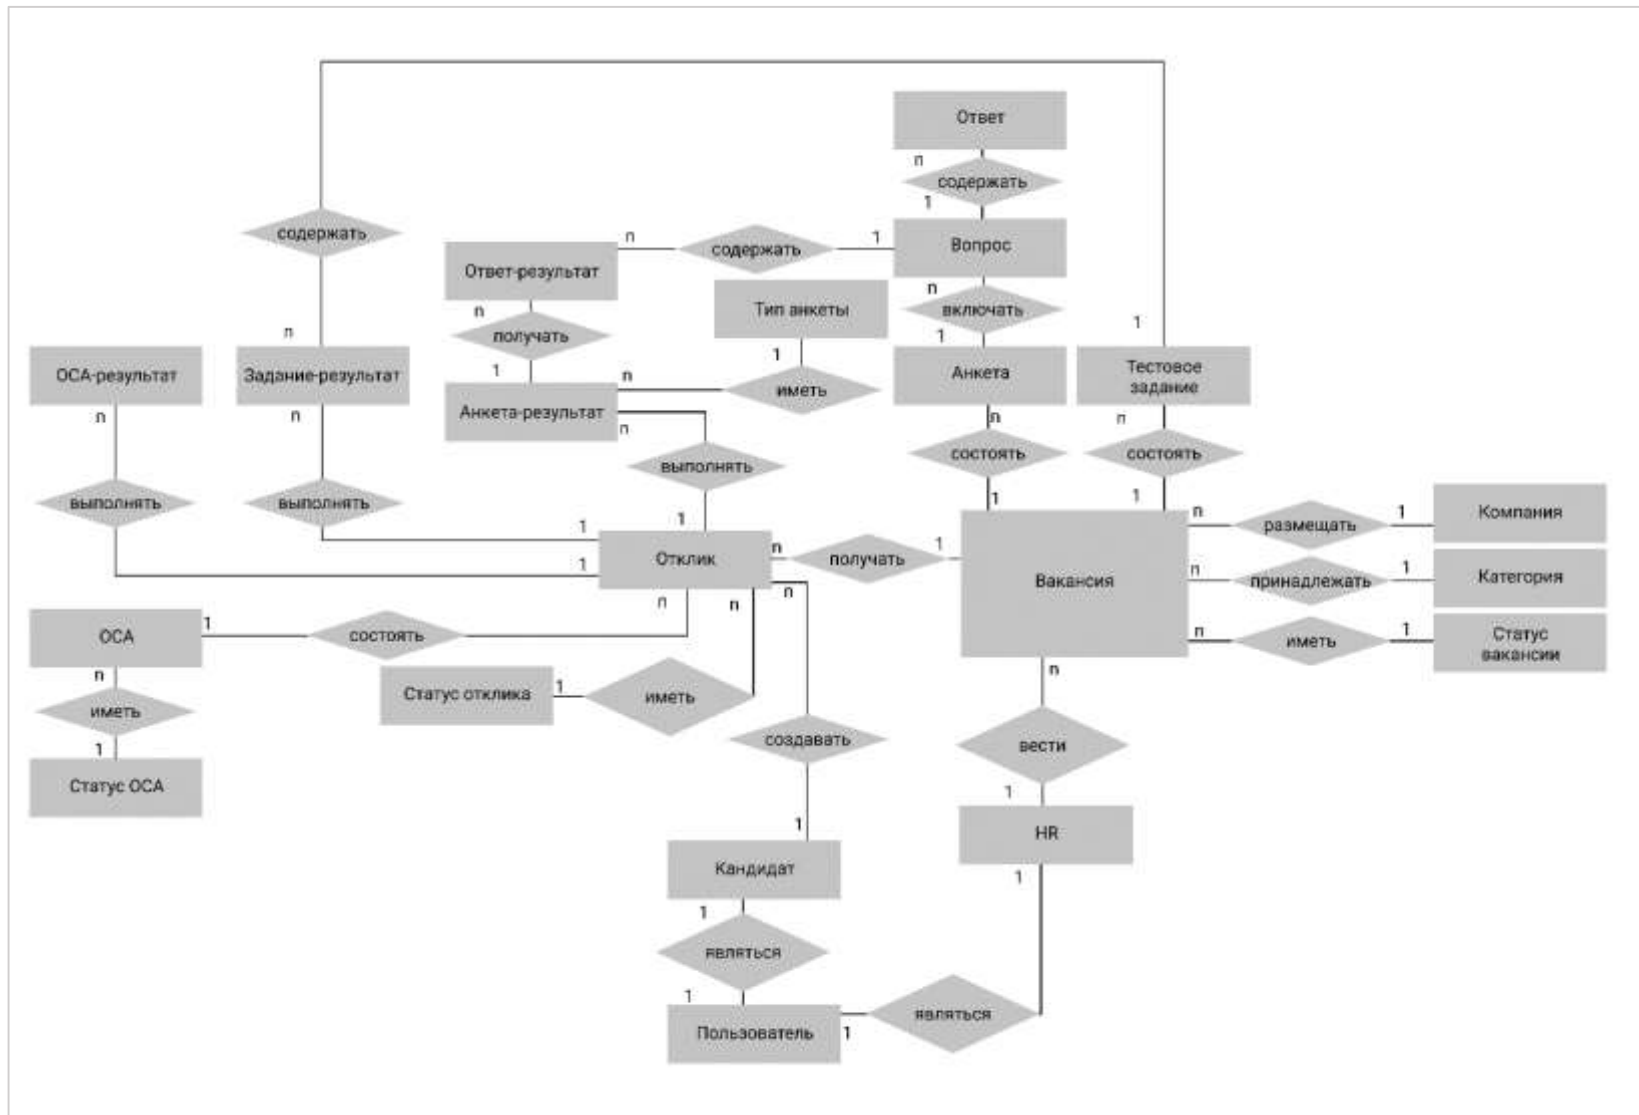 Ответ
n
содержать
1
содержать
n
содержать
1
Вопрос
Ответ-результат
n
Тип анкеты
включать
n
получать
n
1
1
1
ОСА-результат
Задание-результат
1
n
Анкета
Тестовое
задание
иметь
Анкета-результат
n
n
n
n
n
состоять
состоять
выполнять
выполнять
выполнять
1
1
n
размещать
1
Компания
1
1
Отклик
n
получать
1
Вакансия
1
n
принадлежать
1
Категория
n
n
n
ОСА
1
состоять
n
иметь
1
Статус
вакансии
n
Статус отклика
1
иметь
n
иметь
создавать
вести
1
Статус ОСА
1
1
HR
Кандидат
1
1
являться
1
Пользователь
1
являться